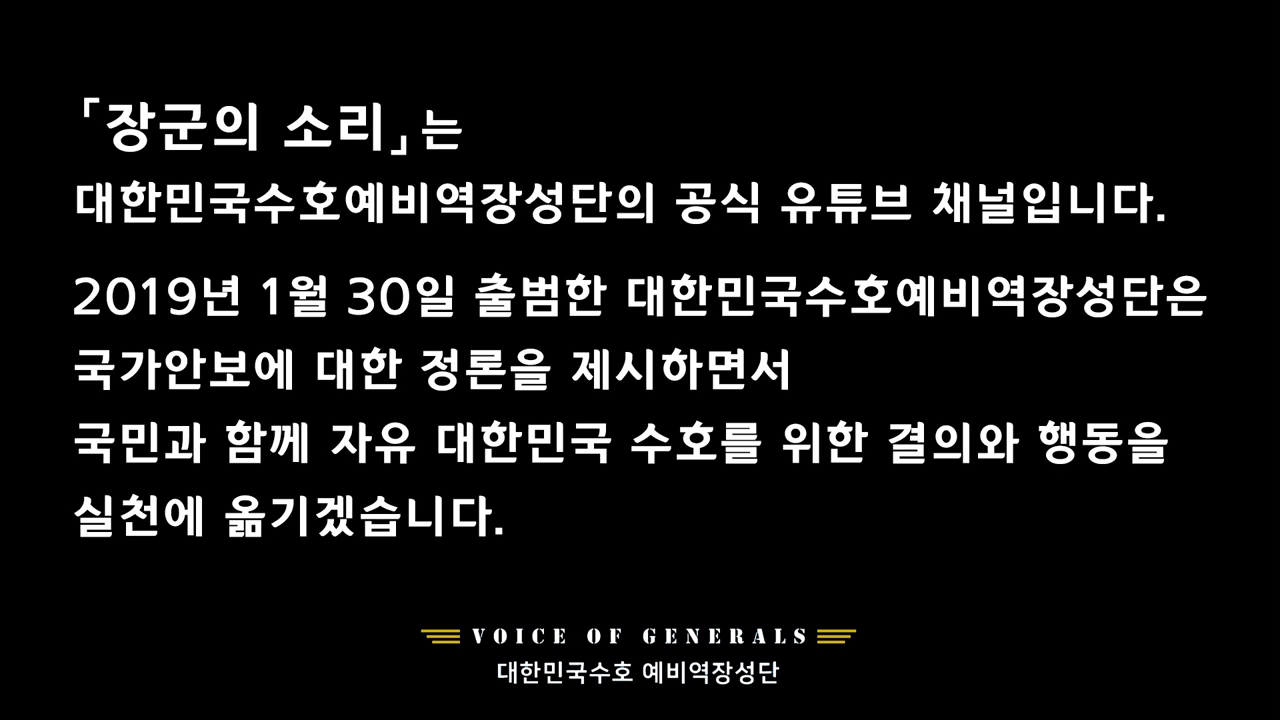 「장군의 소리」는
대한민국수호예비역장성단의 공식 유튜브 채널입니다.
2019년 1월 30일 출범한 대한민국수호예비역장성단은
국가안보에 대한 정론을 제시하면서
국민과 함께 자유 대한민국 수호를 위한 결의와 행동을
실천에 옮기겠습니다.
VOICE OF GENERALS
대한민국수호 예비역장성단